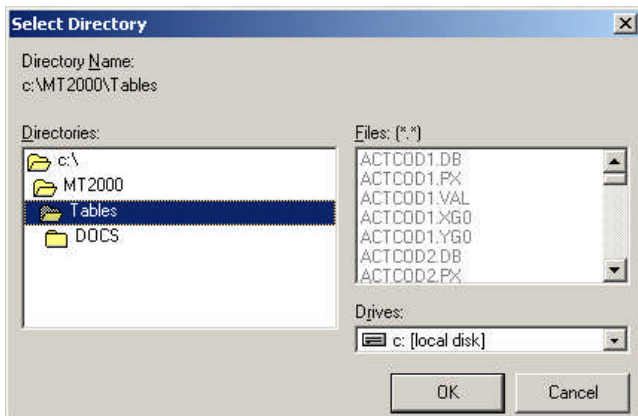 Select Directory
Directory Name:
c:\MT2000\Tables
Directories:
c:\
MT2000
Tables
DOCS
Files: (*.*)
ACTCOD1.DB
ACTCOD1.PX
ACTCOD1.VAL
ACTCOD1.XG0
ACTCOD1.YG0
ACTCOD2.DB
ACTCOD2.PX
Drives:
c: [local disk]
OK
Cancel